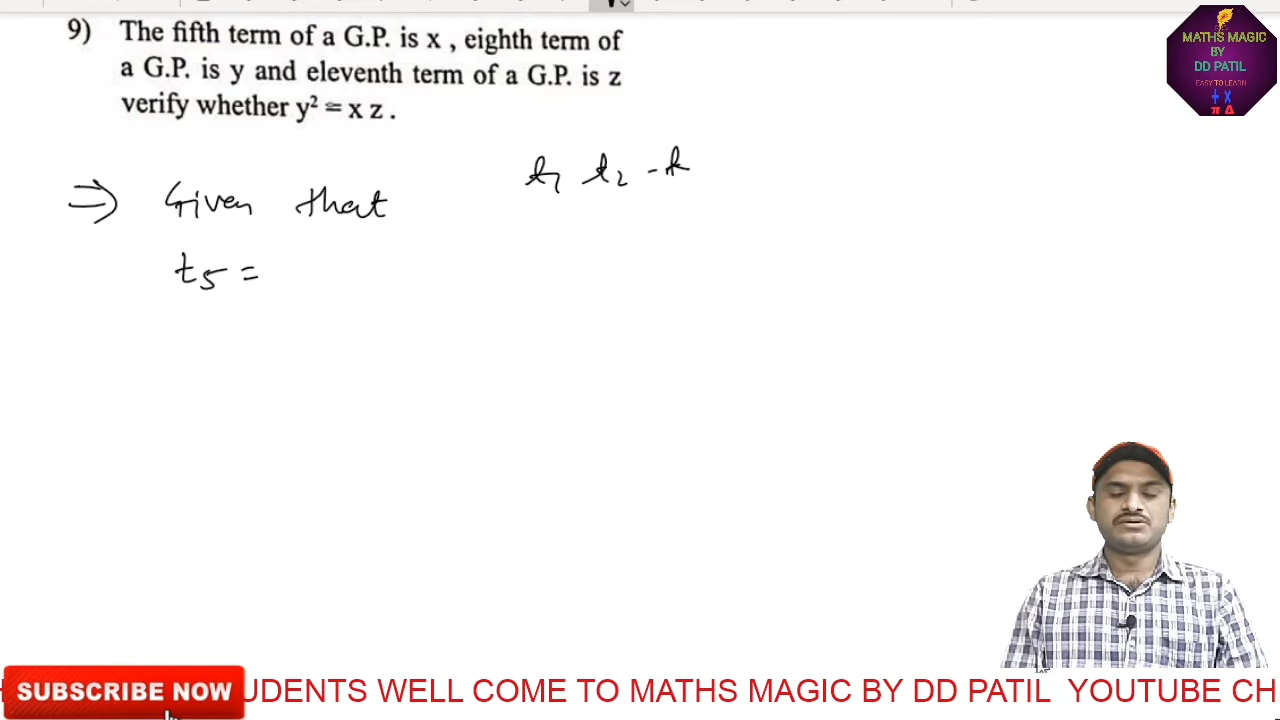 9) The fifth term of a G.P. is x , eighth term of
a G.P. is y and eleventh term of a G.P. is z
verify whether y² = x z .
MATHS MAGIC
BY
DD PATIL
EASY TO LEARN
+ X
π Δ
t₁ t₂ - t
⇒ Given that
t₅ =
SUBSCRIBE NOW
UDENTS WELL COME TO MATHS MAGIC BY DD PATIL YOUTUBE CH